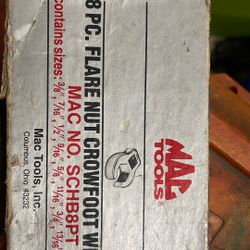 8 PC. FLARE NUT CROWFOOT W
MAC NO. SCHB8PT
contains sizes: 3/8", 7/16", 1/2", 9/16", 5/8", 11/16", 3/4", 13/16"
Mac Tools, Inc.
Columbus, Ohio 43232
MAC
TOOLS